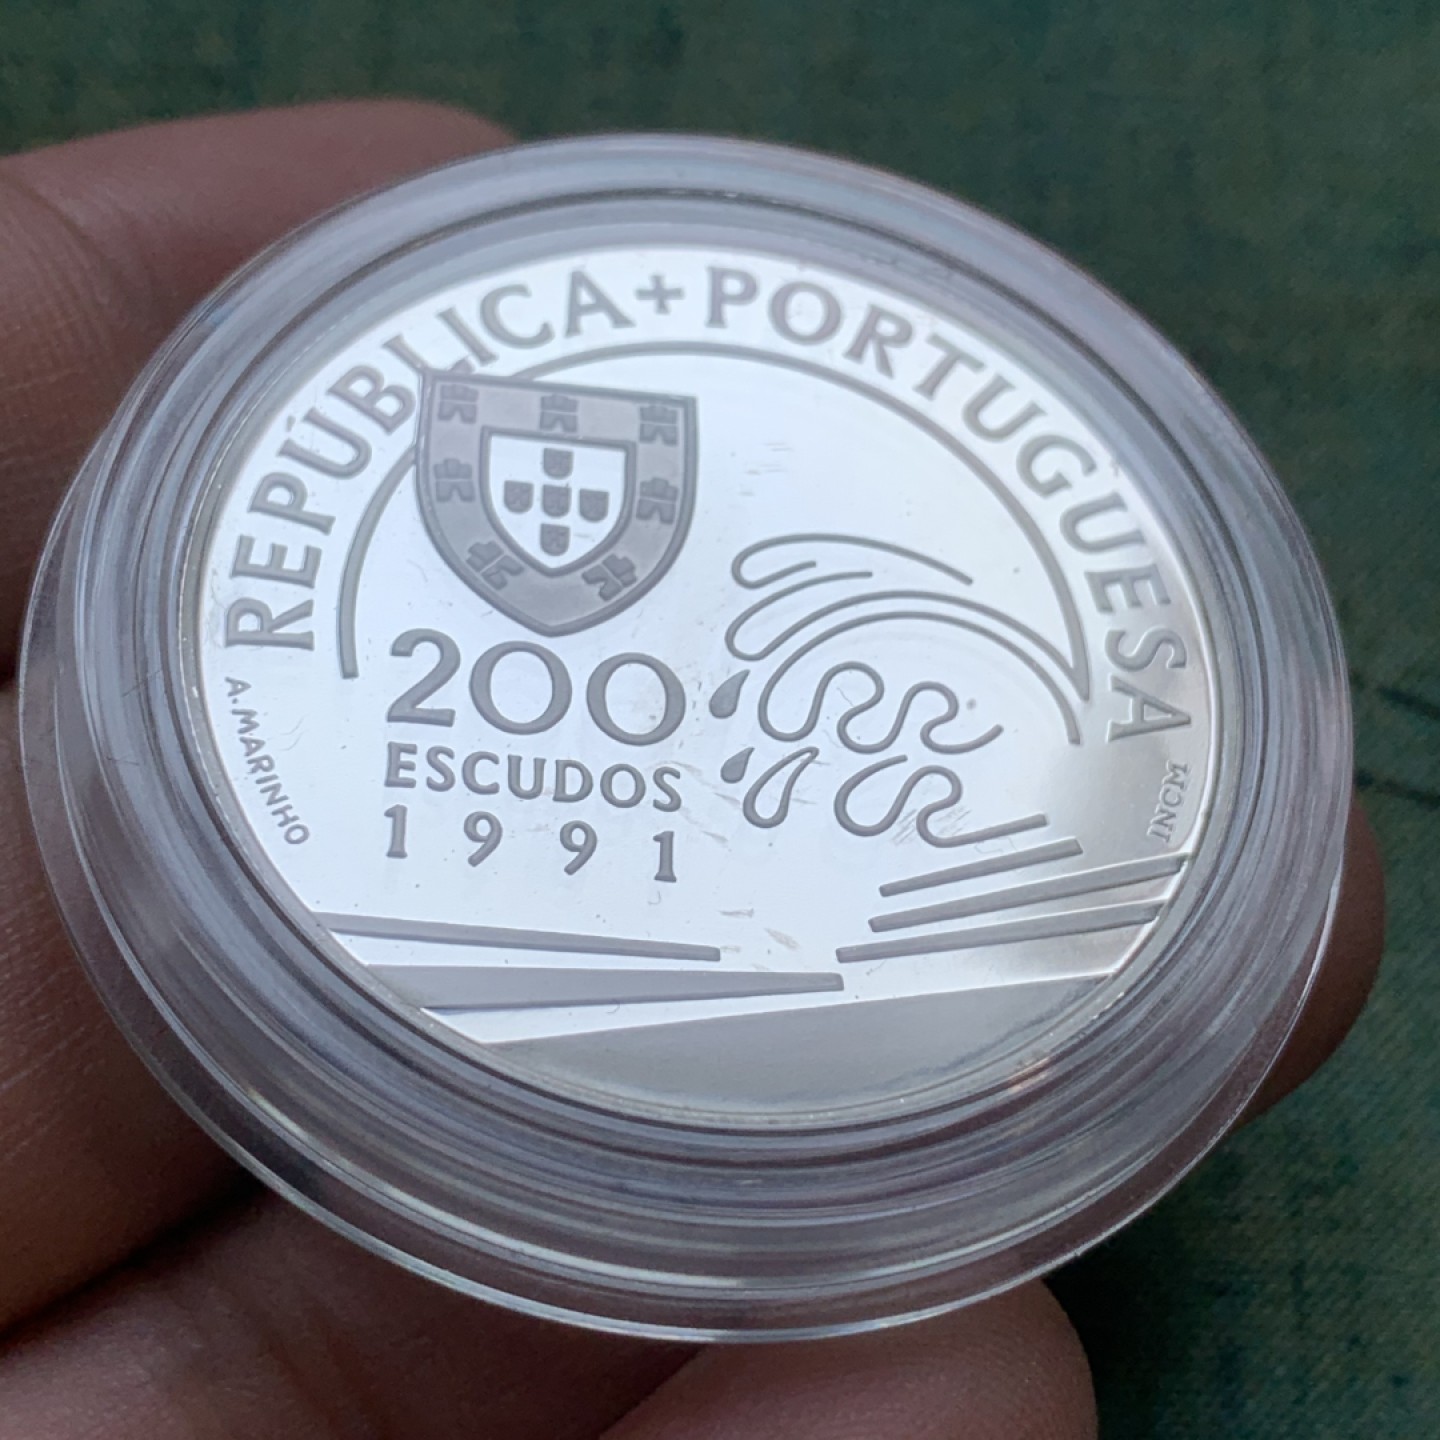 REPÚBLICA + PORTUGUESA
200
ESCUDOS
1991
A. MARINHO
INCM